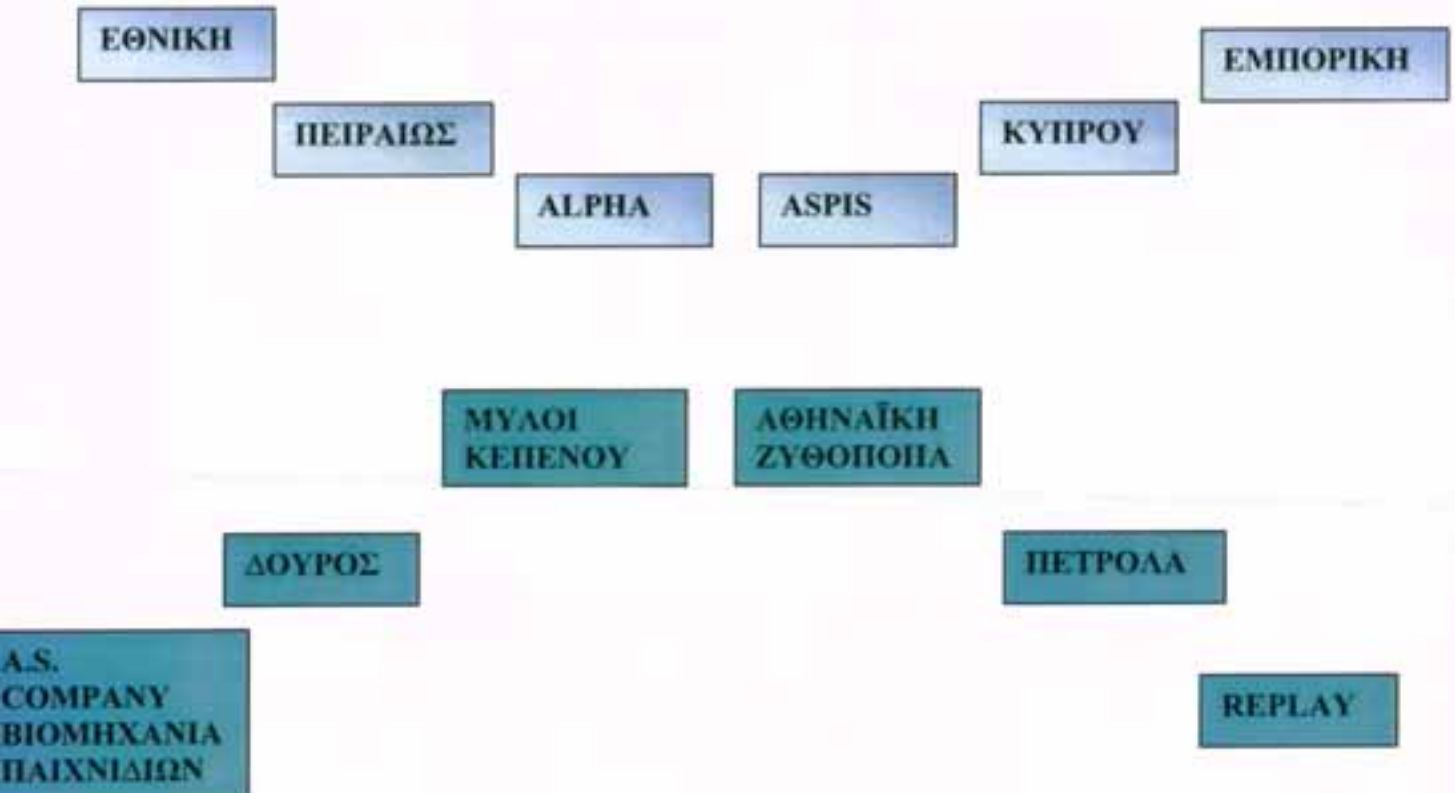 ΕΘΝΙΚΗ
ΕΜΠΟΡΙΚΗ
ΠΕΙΡΑΙΩΣ
ΚΥΠΡΟΥ
ALPHA
ASPIS
ΜΥΛΟΙ
ΚΕΠΕΝΟΥ
ΑΘΗΝΑΪΚΗ
ΖΥΘΟΠΟΙΙΑ
ΔΟΥΡΟΣ
ΠΕΤΡΟΛΑ
A.S.
COMPANY
ΒΙΟΜΗΧΑΝΙΑ
ΠΑΙΧΝΙΔΙΩΝ
REPLAY